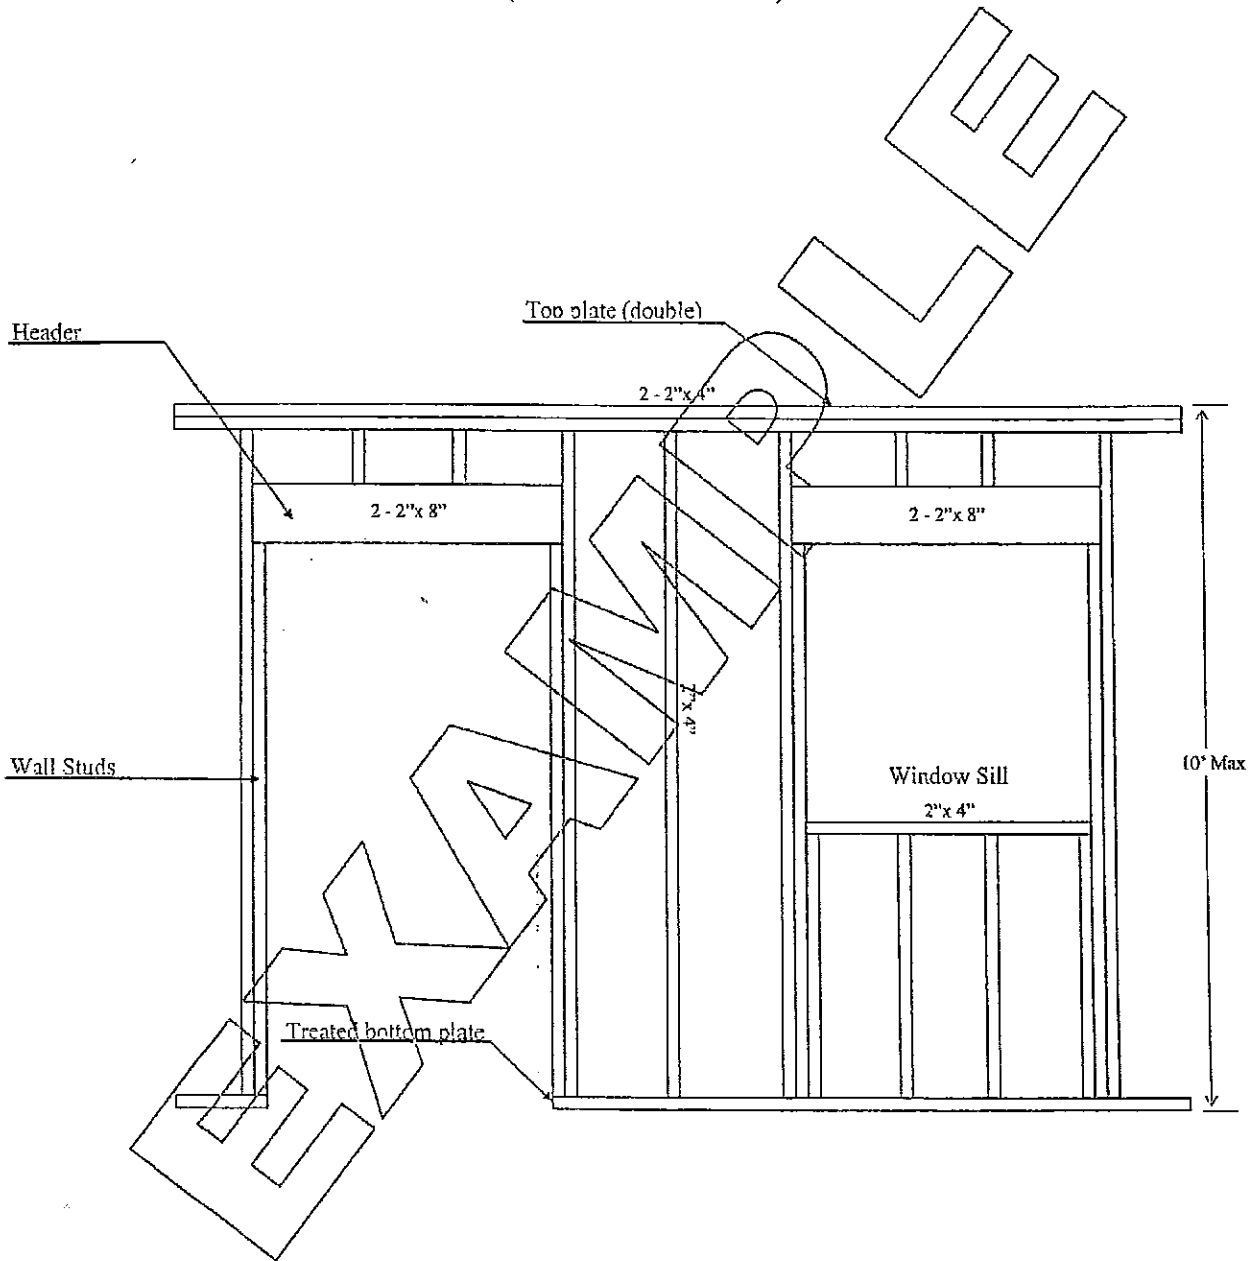 Top plate (double)
Header
2 - 2"x 4"
2 - 2"x 8"
2 - 2"x 8"
2"x 4"
Wall Studs
Window Sill
2"x 4"
10' Max
Treated bottom plate
EXAMPLE